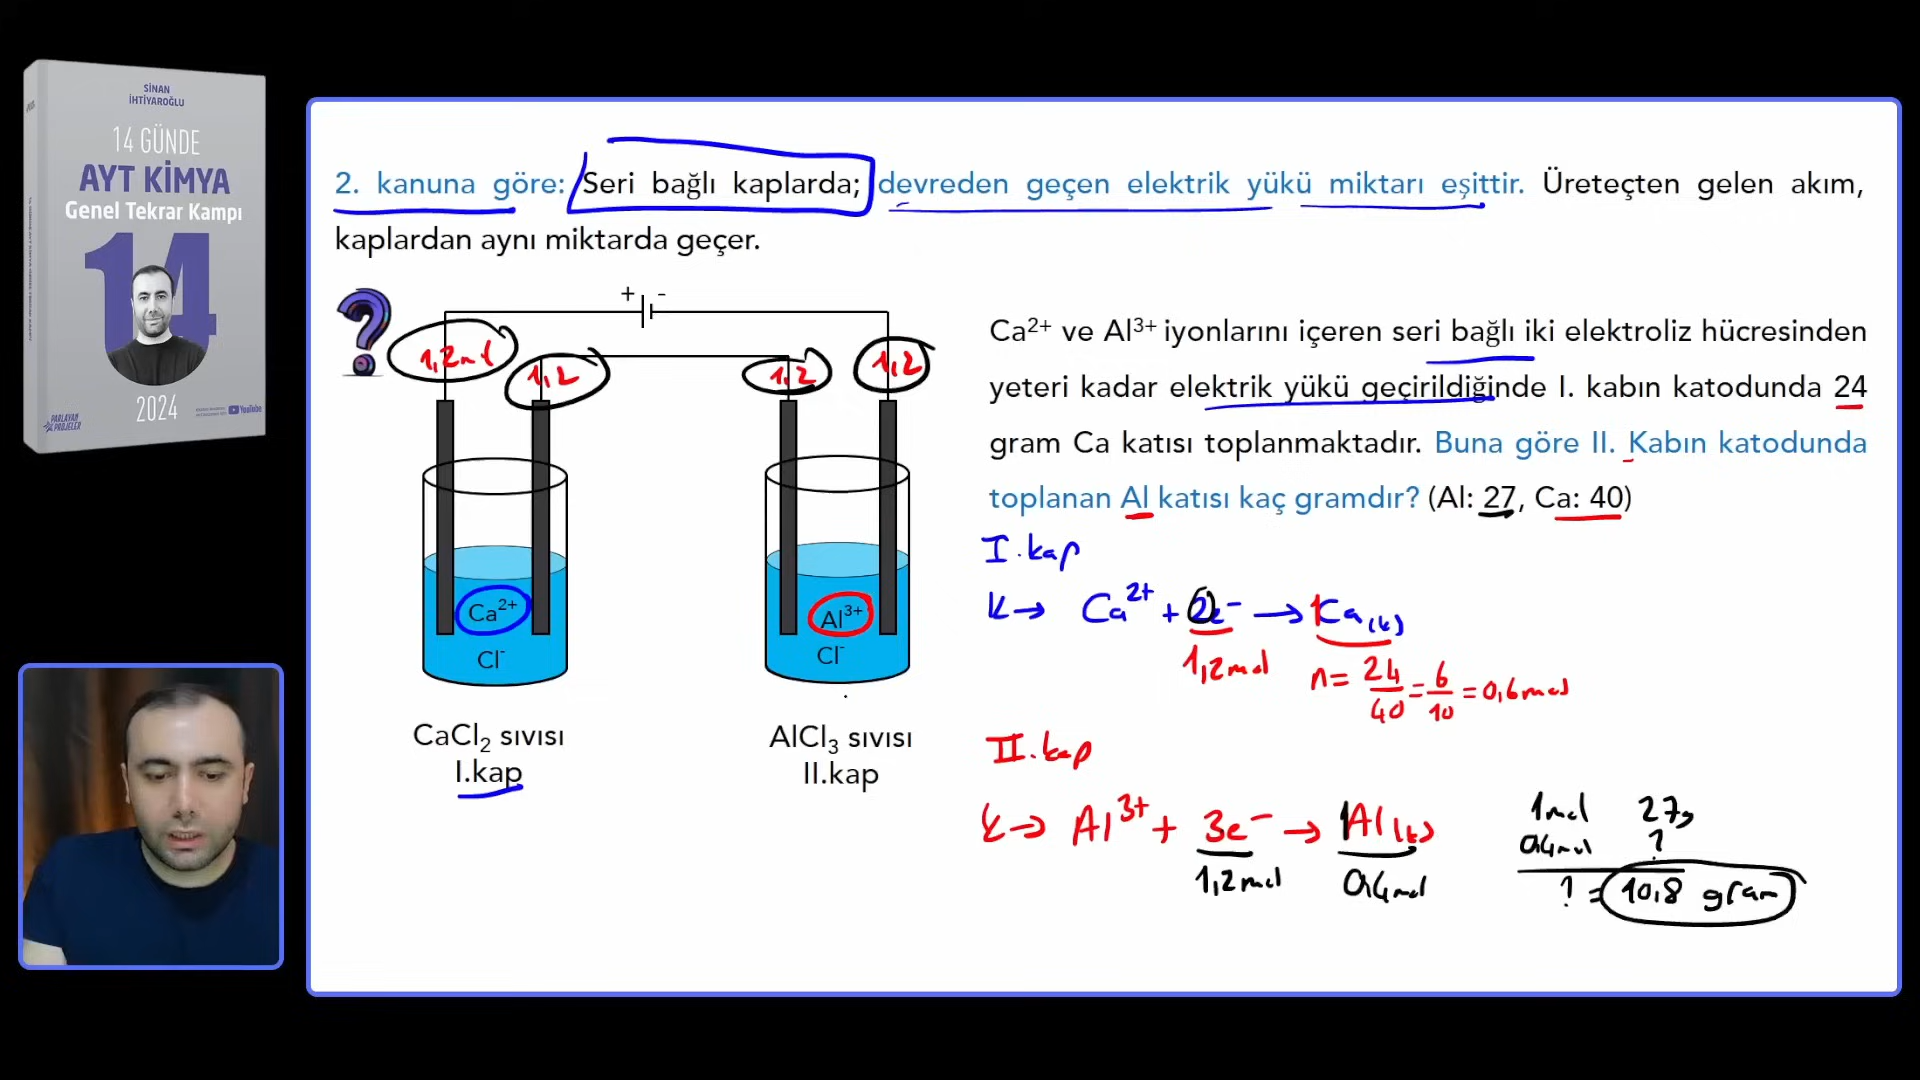 SİNAN
İHTİYAROĞLU
14 GÜNDE
AYT KİMYA
Genel Tekrar Kampı
14
2024
PARLAYAN
PROJELER
YouTube
2. kanuna göre: Seri bağlı kaplarda; devreden geçen elektrik yükü miktarı eşittir. Üreteçten gelen akım,
kaplardan aynı miktarda geçer.
+ -
1,2mol
1,2
1,2
1,2
Ca²⁺
Cl⁻
Al³⁺
Cl⁻
CaCl₂ sıvısı
I.kap
AlCl₃ sıvısı
II.kap
Ca²⁺ ve Al³⁺ iyonlarını içeren seri bağlı iki elektroliz hücresinden
yeteri kadar elektrik yükü geçirildiğinde I. kabın katodunda 24
gram Ca katısı toplanmaktadır. Buna göre II. Kabın katodunda
toplanan Al katısı kaç gramdır? (Al: 27, Ca: 40)
I.kap
K→ Ca²⁺ + 2e⁻ → 1Ca(k)
1,2mol n= 24/40 = 6/10 = 0,6mol
II.kap
K→ Al³⁺ + 3e⁻ → 1Al(k)
1,2mol 0,4mol
1mol 27g
0,4mol ?
? = 10,8 gram